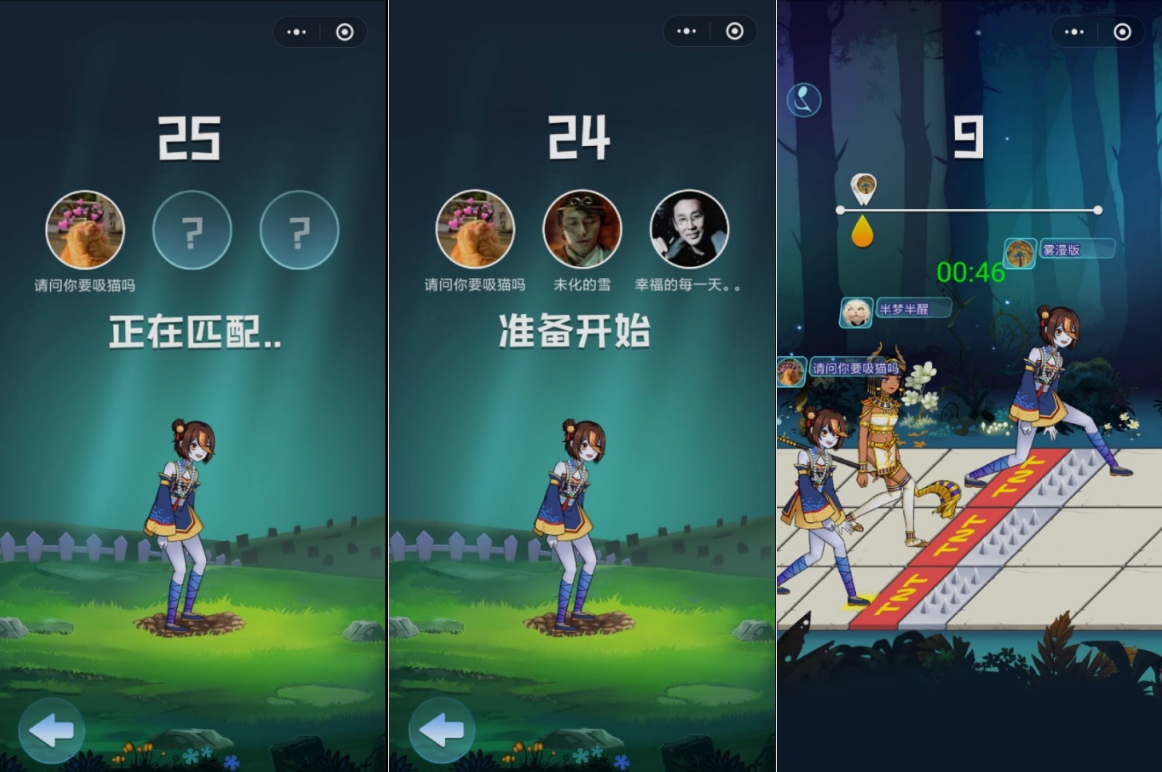 25
?
?
请问你要吸猫吗
正在匹配..
24
请问你要吸猫吗
未化的雪
幸福的每一天。。
准备开始
9
雾漫版
00:46
半梦半醒
请问你要吸猫吗
TNT
TNT
TNT